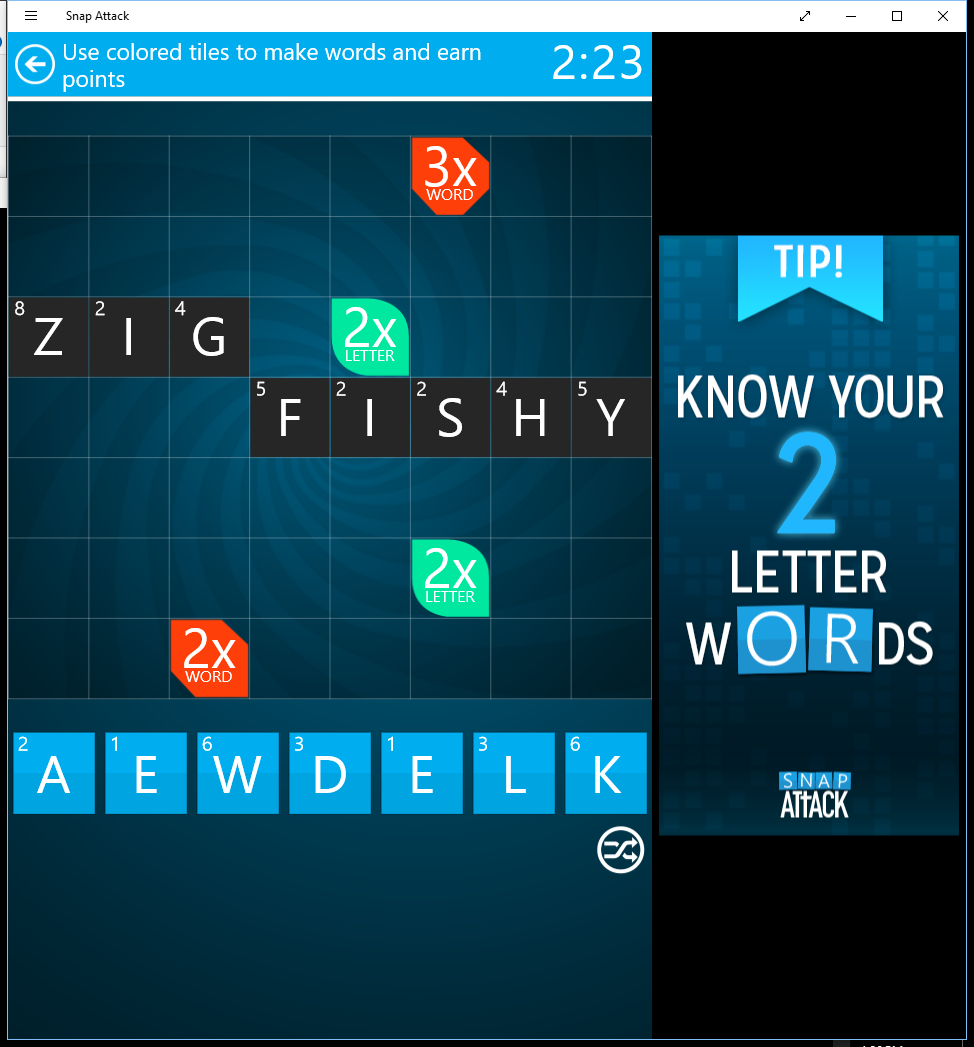 Snap Attack
Use colored tiles to make words and earn
points
2:23
3x
WORD
8 Z 2 I 4 G
2x
LETTER
5 F 2 I 2 S 4 H 5 Y
2x
LETTER
2x
WORD
2 A 1 E 6 W 3 D 1 E 3 L 6 K
TIP!
KNOW YOUR
2
LETTER
WORDS
SNAP
ATTACK